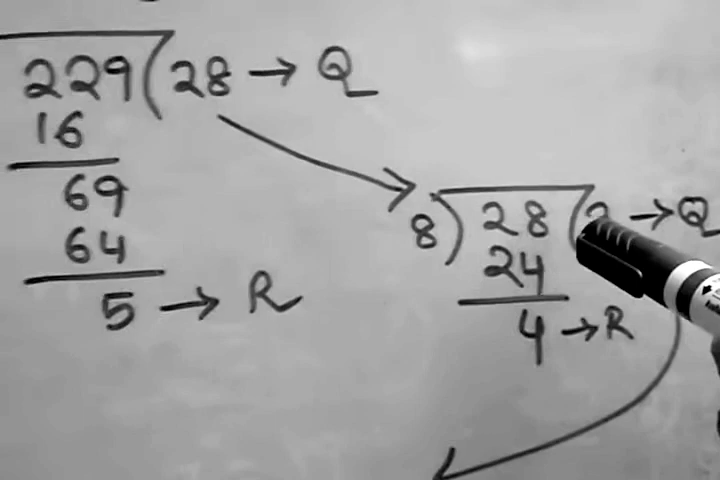 229 ( 28 → Q
16
69
64
5 → R
8 ) 28 ( → Q
24
4 → R